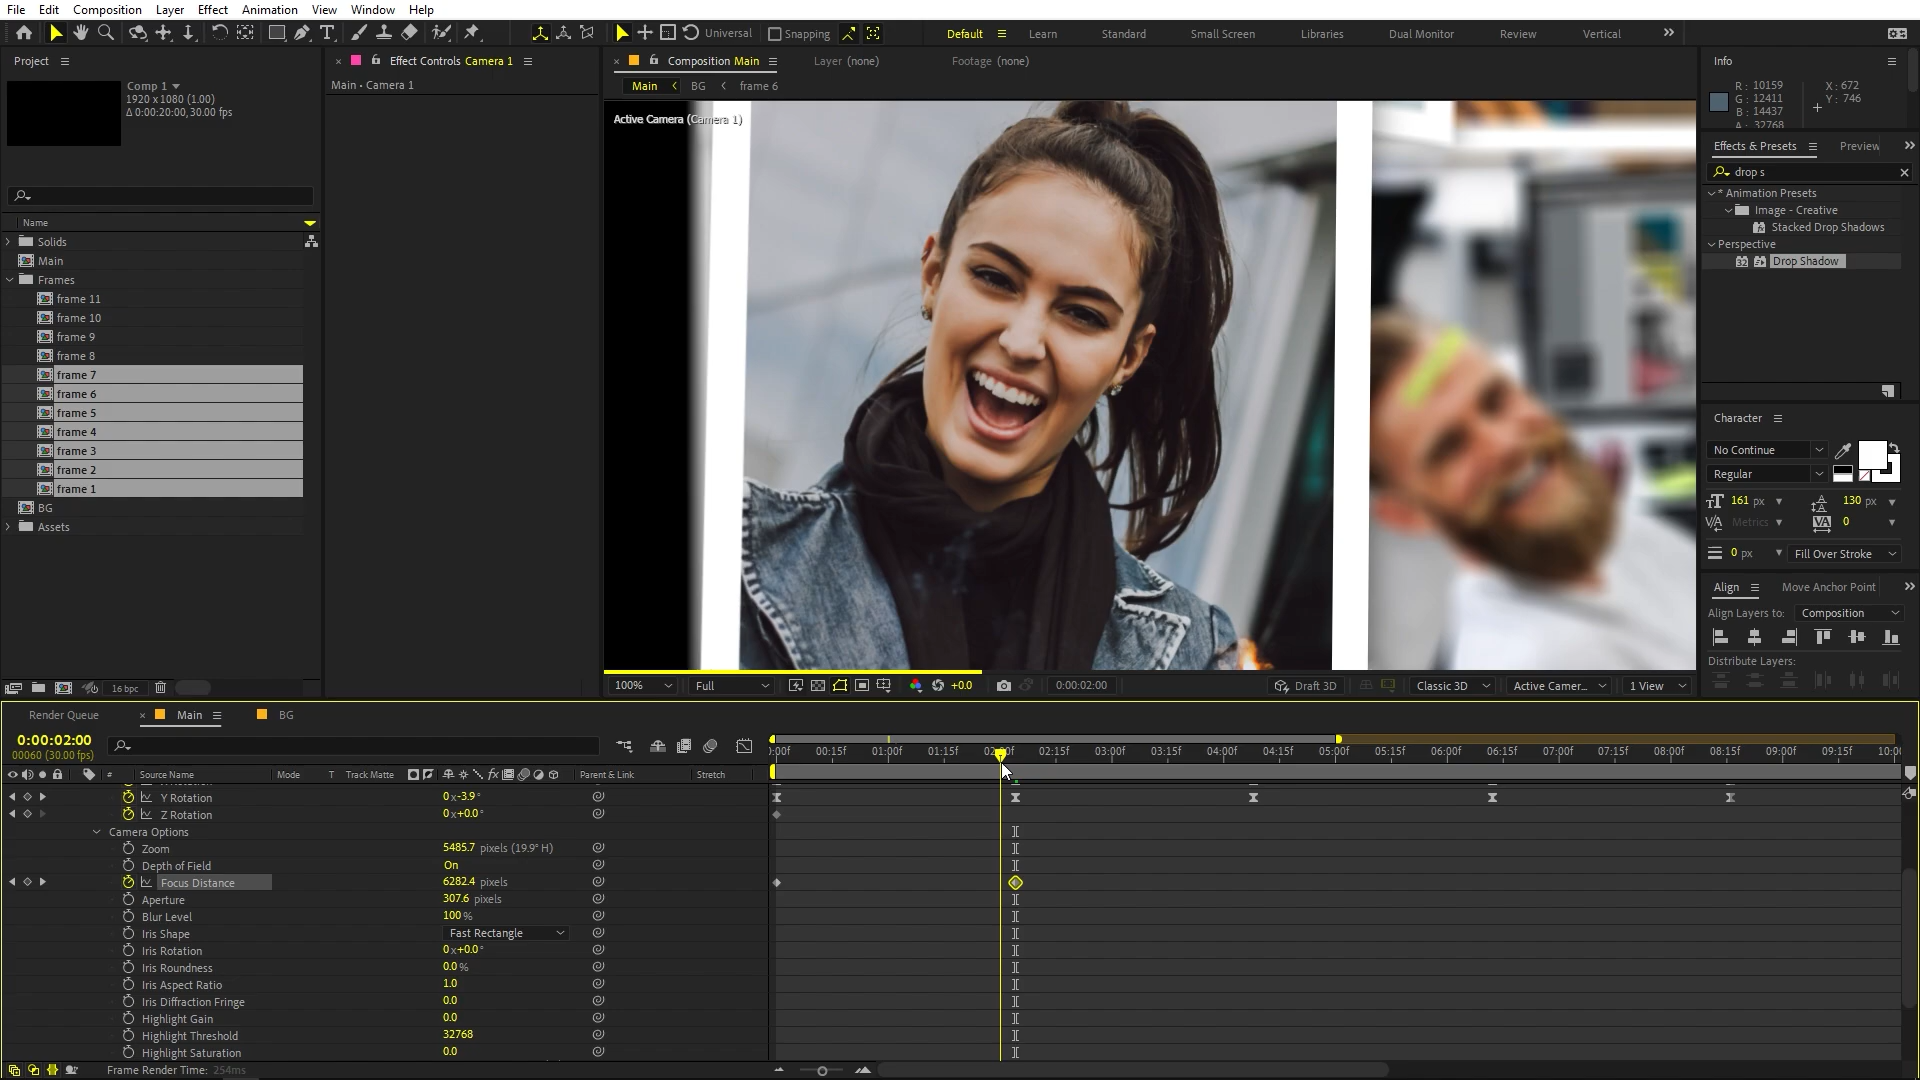 File Edit Composition Layer Effect Animation View Window Help
Universal Snapping Default Learn Standard Small Screen Libraries Dual Monitor Review Vertical
Project
Comp 1
1920 x 1080 (1.00)
Δ 0:00:20:00, 30.00 fps
Name
Solids
Main
Frames
frame 11
frame 10
frame 9
frame 8
frame 7
frame 6
frame 5
frame 4
frame 3
frame 2
frame 1
BG
Assets
16 bpc
Effect Controls Camera 1
Main • Camera 1
Composition Main
Layer (none)
Footage (none)
Main BG frame 6
Active Camera (Camera 1)
100% Full +0.0 0:00:02:00 Draft 3D Classic 3D Active Camer... 1 View
Info
R : 10159
G : 12411
B : 14437
A : 32768
X : 672
Y : 746
Effects & Presets Preview
drop s
* Animation Presets
Image - Creative
Stacked Drop Shadows
Perspective
32 Drop Shadow
Character
No Continue
Regular
161 px 130 px
Metrics 0
0 px Fill Over Stroke
Align Move Anchor Point
Align Layers to: Composition
Distribute Layers:
Render Queue Main BG
0:00:02:00
00060 (30.00 fps)
# Source Name Mode T Track Matte fx Parent & Link Stretch
:00f 00:15f 01:00f 01:15f 02:00f 02:15f 03:00f 03:15f 04:00f 04:15f 05:00f 05:15f 06:00f 06:15f 07:00f 07:15f 08:00f 08:15f 09:00f 09:15f 10:00
Y Rotation 0 x-3.9°
Z Rotation 0 x+0.0°
Camera Options
Zoom 5485.7 pixels (19.9° H)
Depth of Field On
Focus Distance 6282.4 pixels
Aperture 307.6 pixels
Blur Level 100 %
Iris Shape Fast Rectangle
Iris Rotation 0 x+0.0°
Iris Roundness 0.0 %
Iris Aspect Ratio 1.0
Iris Diffraction Fringe 0.0
Highlight Gain 0.0
Highlight Threshold 32768
Highlight Saturation 0.0
Frame Render Time: 254ms